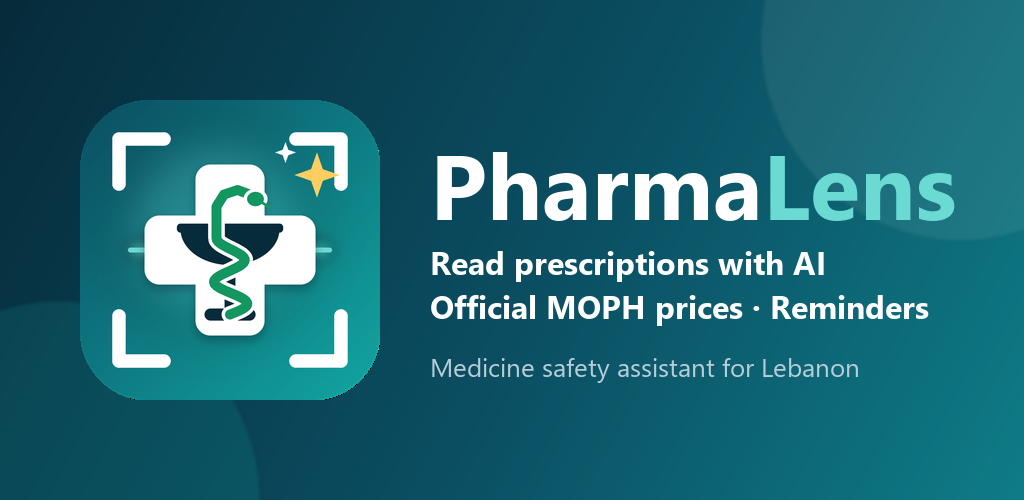 PharmaLens
Read prescriptions with AI
Official MOPH prices · Reminders
Medicine safety assistant for Lebanon